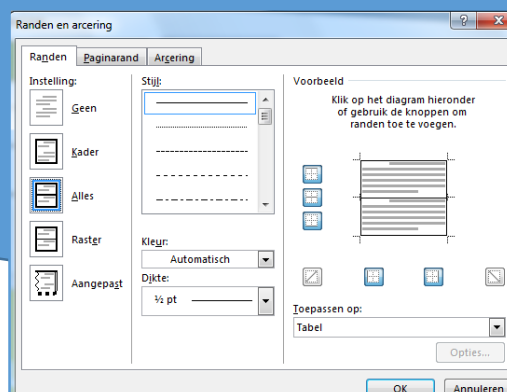 Randen en arcering
Randen Paginarand Arcering
Instelling:
Geen
Kader
Alles
Raster
Aangepast
Stijl:
Kleur:
Automatisch
Dikte:
½ pt
Voorbeeld
Klik op het diagram hieronder
of gebruik de knoppen om
randen toe te voegen.
Toepassen op:
Tabel
Opties...
OK Annuleren